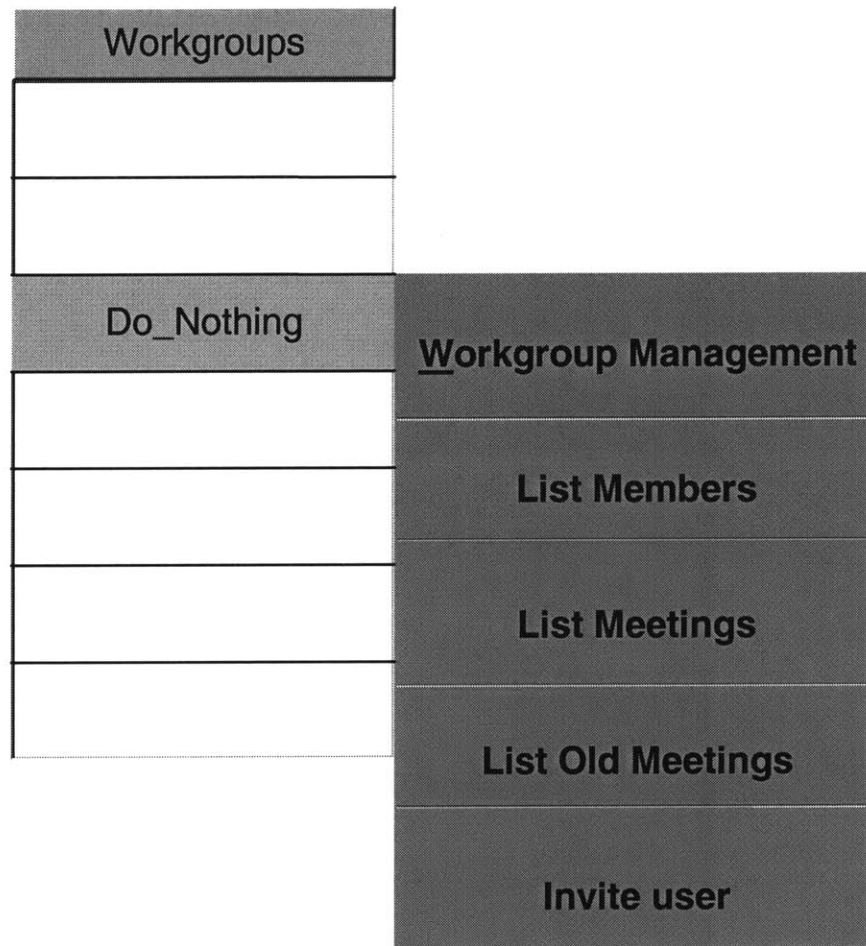 Workgroups
Do_Nothing
Workgroup Management
List Members
List Meetings
List Old Meetings
Invite user